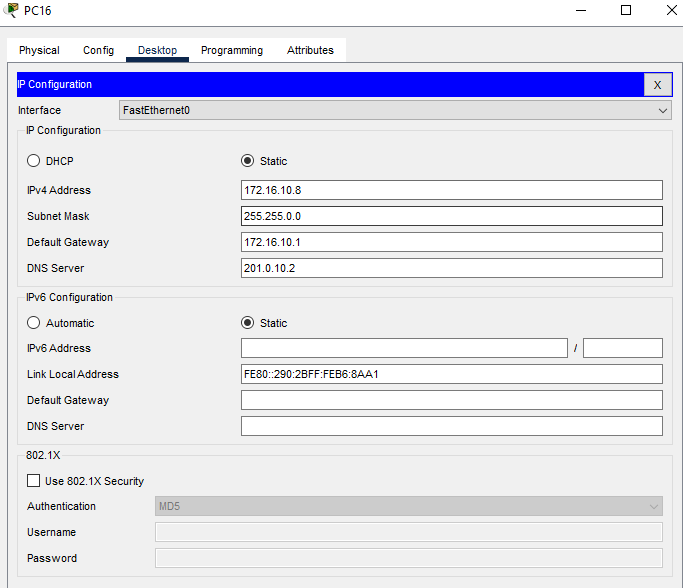 PC16
Physical Config Desktop Programming Attributes
IP Configuration X
Interface FastEthernet0
IP Configuration
DHCP Static
IPv4 Address 172.16.10.8
Subnet Mask 255.255.0.0
Default Gateway 172.16.10.1
DNS Server 201.0.10.2
IPv6 Configuration
Automatic Static
IPv6 Address /
Link Local Address FE80::290:2BFF:FEB6:8AA1
Default Gateway
DNS Server
802.1X
Use 802.1X Security
Authentication MD5
Username
Password